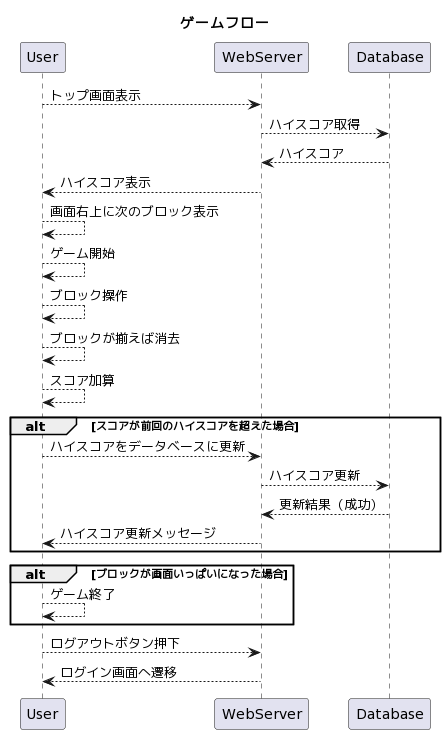 ゲームフロー
User WebServer Database
トップ画面表示
ハイスコア取得
ハイスコア
ハイスコア表示
画面右上に次のブロック表示
ゲーム開始
ブロック操作
ブロックが揃えば消去
スコア加算
alt [スコアが前回のハイスコアを超えた場合]
ハイスコアをデータベースに更新
ハイスコア更新
更新結果（成功）
ハイスコア更新メッセージ
alt [ブロックが画面いっぱいになった場合]
ゲーム終了
ログアウトボタン押下
ログイン画面へ遷移
User WebServer Database